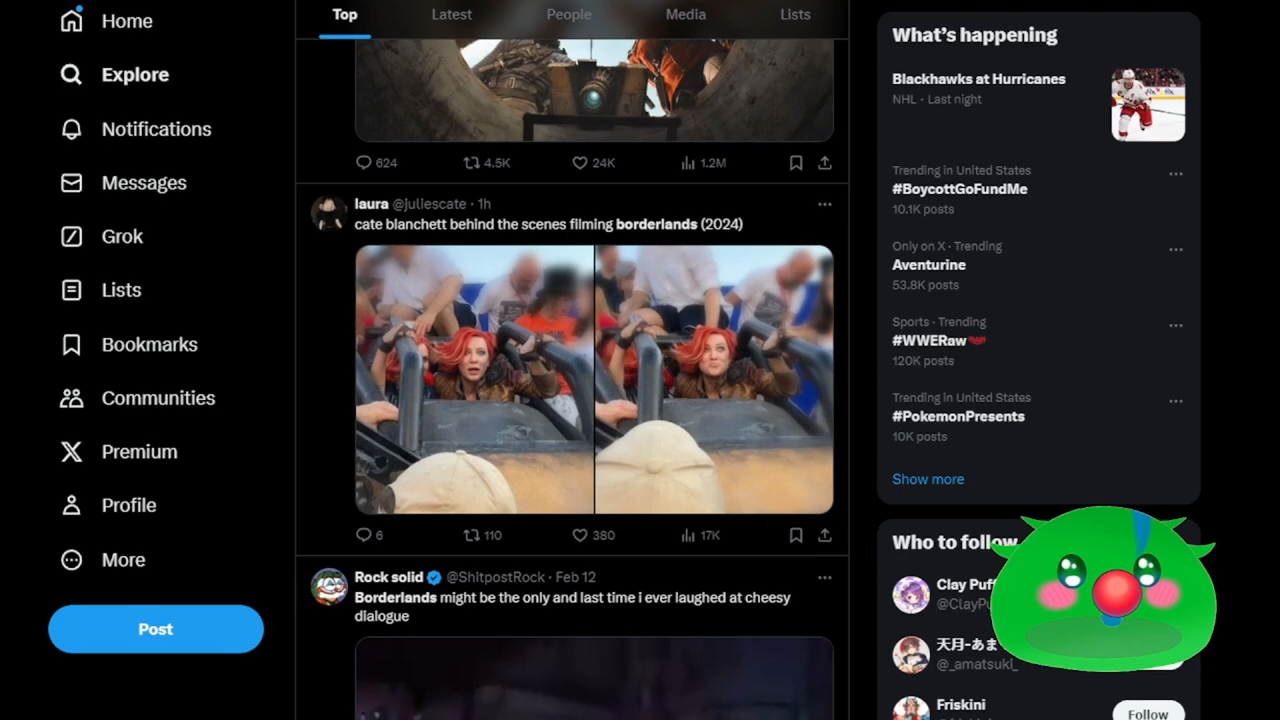 Home
Explore
Notifications
Messages
Grok
Lists
Bookmarks
Communities
Premium
Profile
More
Post
Top
Latest
People
Media
Lists
624
4.5K
24K
1.2M
laura @juliescate · 1h
cate blanchett behind the scenes filming borderlands (2024)
6
110
380
17K
Rock solid @ShitpostRock · Feb 12
Borderlands might be the only and last time i ever laughed at cheesy
dialogue
What's happening
Blackhawks at Hurricanes
NHL · Last night
Trending in United States
#BoycottGoFundMe
10.1K posts
Only on X · Trending
Aventurine
53.8K posts
Sports · Trending
#WWERaw
120K posts
Trending in United States
#PokemonPresents
10K posts
Show more
Who to follow
Clay Puff
@ClayPu
天月-あま
@_amatsuki_
Friskini
Follow